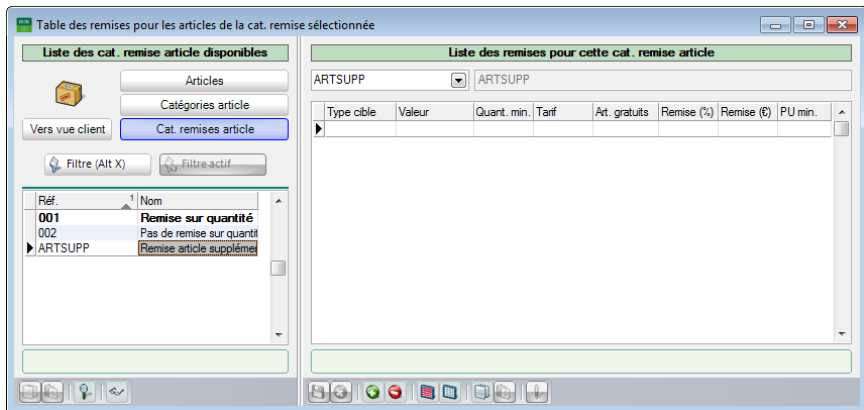 Table des remises pour les articles de la cat. remise sélectionnée
Liste des cat. remise article disponibles
Articles
Catégories article
Vers vue client
Cat. remises article
Filtre (Alt X)
Filtre actif
Réf. 1 Nom
001 Remise sur quantité
002 Pas de remise sur quantit
ARTSUPP Remise article supplémer
Liste des remises pour cette cat. remise article
ARTSUPP ARTSUPP
Type cible Valeur Quant. min. Tarif Art. gratuits Remise (%) Remise (€) PU min.